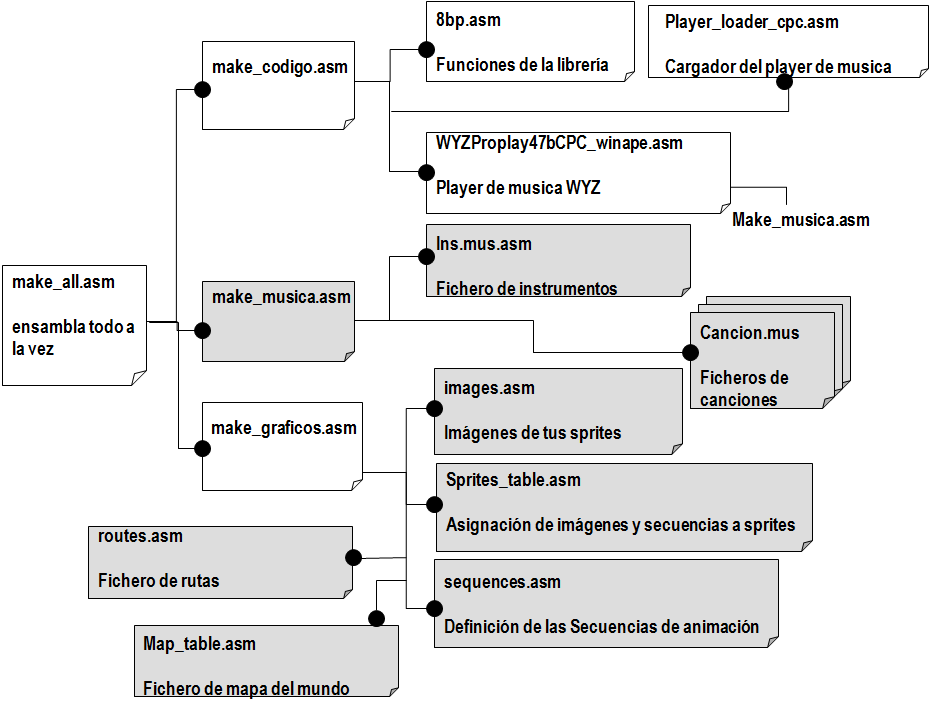 8bp.asm
Funciones de la librería
Player_loader_cpc.asm
Cargador del player de musica
make_codigo.asm
WYZProplay47bCPC_winape.asm
Player de musica WYZ
Make_musica.asm
Ins.mus.asm
Fichero de instrumentos
make_all.asm
ensambla todo a
la vez
make_musica.asm
Cancion.mus
Ficheros de
canciones
images.asm
Imágenes de tus sprites
make_graficos.asm
Sprites_table.asm
Asignación de imágenes y secuencias a sprites
routes.asm
Fichero de rutas
sequences.asm
Definición de las Secuencias de animación
Map_table.asm
Fichero de mapa del mundo